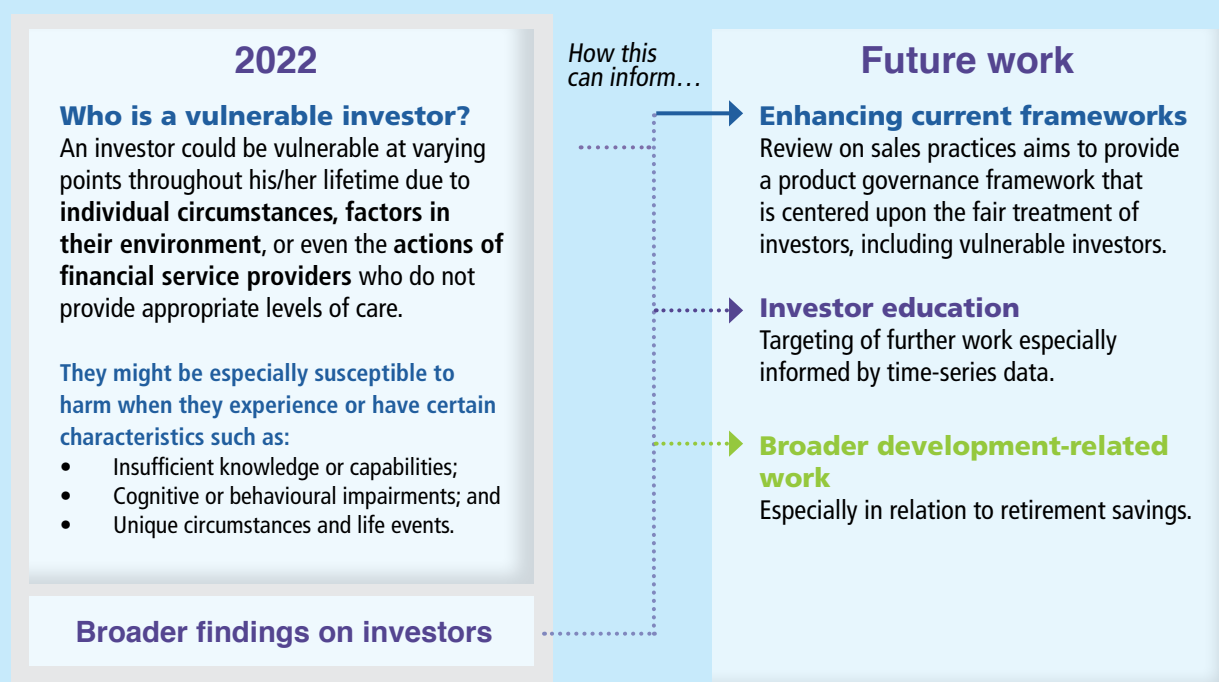 2022
Who is a vulnerable investor?
An investor could be vulnerable at varying
points throughout his/her lifetime due to
individual circumstances, factors in
their environment, or even the actions of
financial service providers who do not
provide appropriate levels of care.
They might be especially susceptible to
harm when they experience or have certain
characteristics such as:
• Insufficient knowledge or capabilities;
• Cognitive or behavioural impairments; and
• Unique circumstances and life events.
Broader findings on investors
How this
can inform…
Future work
Enhancing current frameworks
Review on sales practices aims to provide
a product governance framework that
is centered upon the fair treatment of
investors, including vulnerable investors.
Investor education
Targeting of further work especially
informed by time-series data.
Broader development-related
work
Especially in relation to retirement savings.